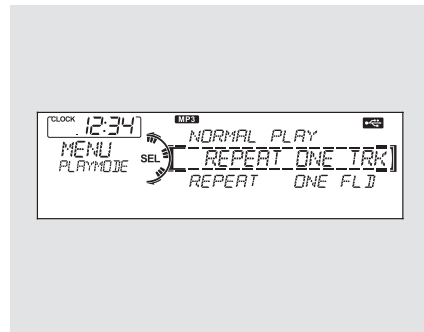 CLOCK 12:34
MP3
NORMAL PLAY
MENU
PLAYMODE
SEL
REPEAT ONE TRK
REPEAT ONE FLD